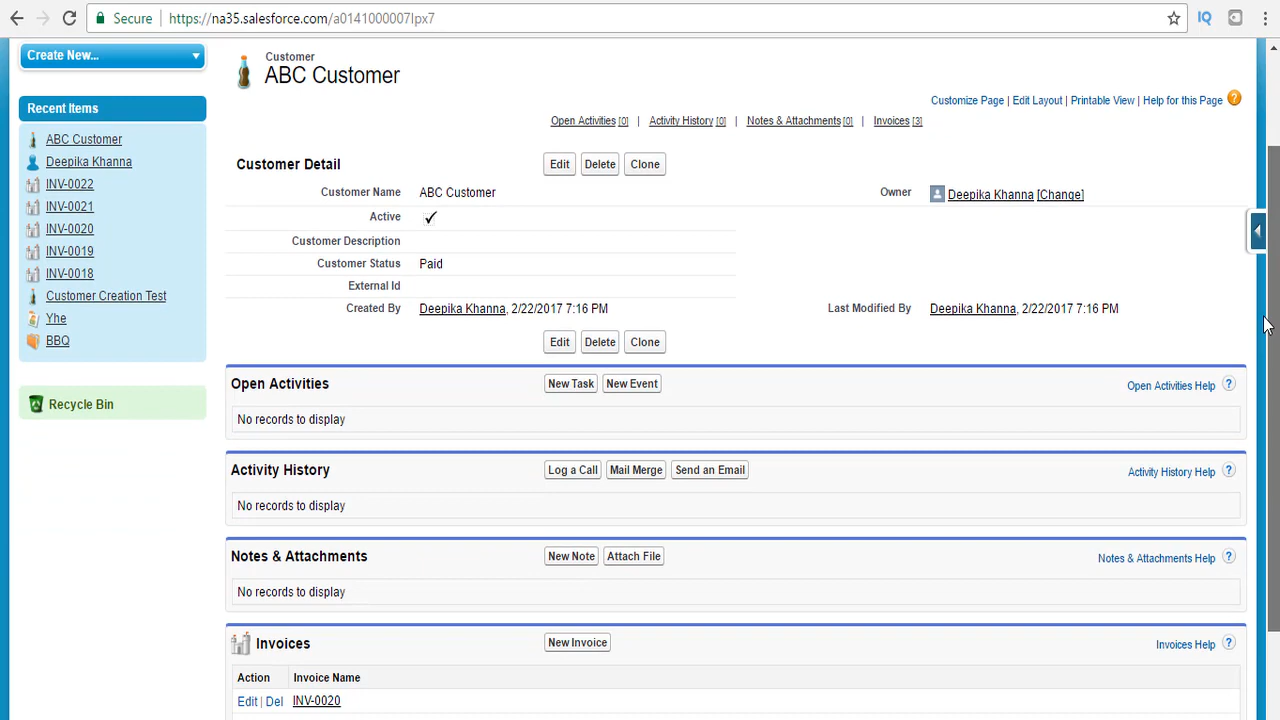 Secure https://na35.salesforce.com/a0141000007Ipx7
Create New...
Recent Items
ABC Customer
Deepika Khanna
INV-0022
INV-0021
INV-0020
INV-0019
INV-0018
Customer Creation Test
Yhe
BBQ
Recycle Bin
Customer
ABC Customer
Customize Page | Edit Layout | Printable View | Help for this Page ?
Open Activities [0] | Activity History [0] | Notes & Attachments [0] | Invoices [3]
Customer Detail Edit Delete Clone
Customer Name ABC Customer Owner Deepika Khanna [Change]
Active ✓
Customer Description
Customer Status Paid
External Id
Created By Deepika Khanna, 2/22/2017 7:16 PM Last Modified By Deepika Khanna, 2/22/2017 7:16 PM
Edit Delete Clone
Open Activities New Task New Event Open Activities Help ?
No records to display
Activity History Log a Call Mail Merge Send an Email Activity History Help ?
No records to display
Notes & Attachments New Note Attach File Notes & Attachments Help ?
No records to display
Invoices New Invoice Invoices Help ?
Action Invoice Name
Edit | Del INV-0020